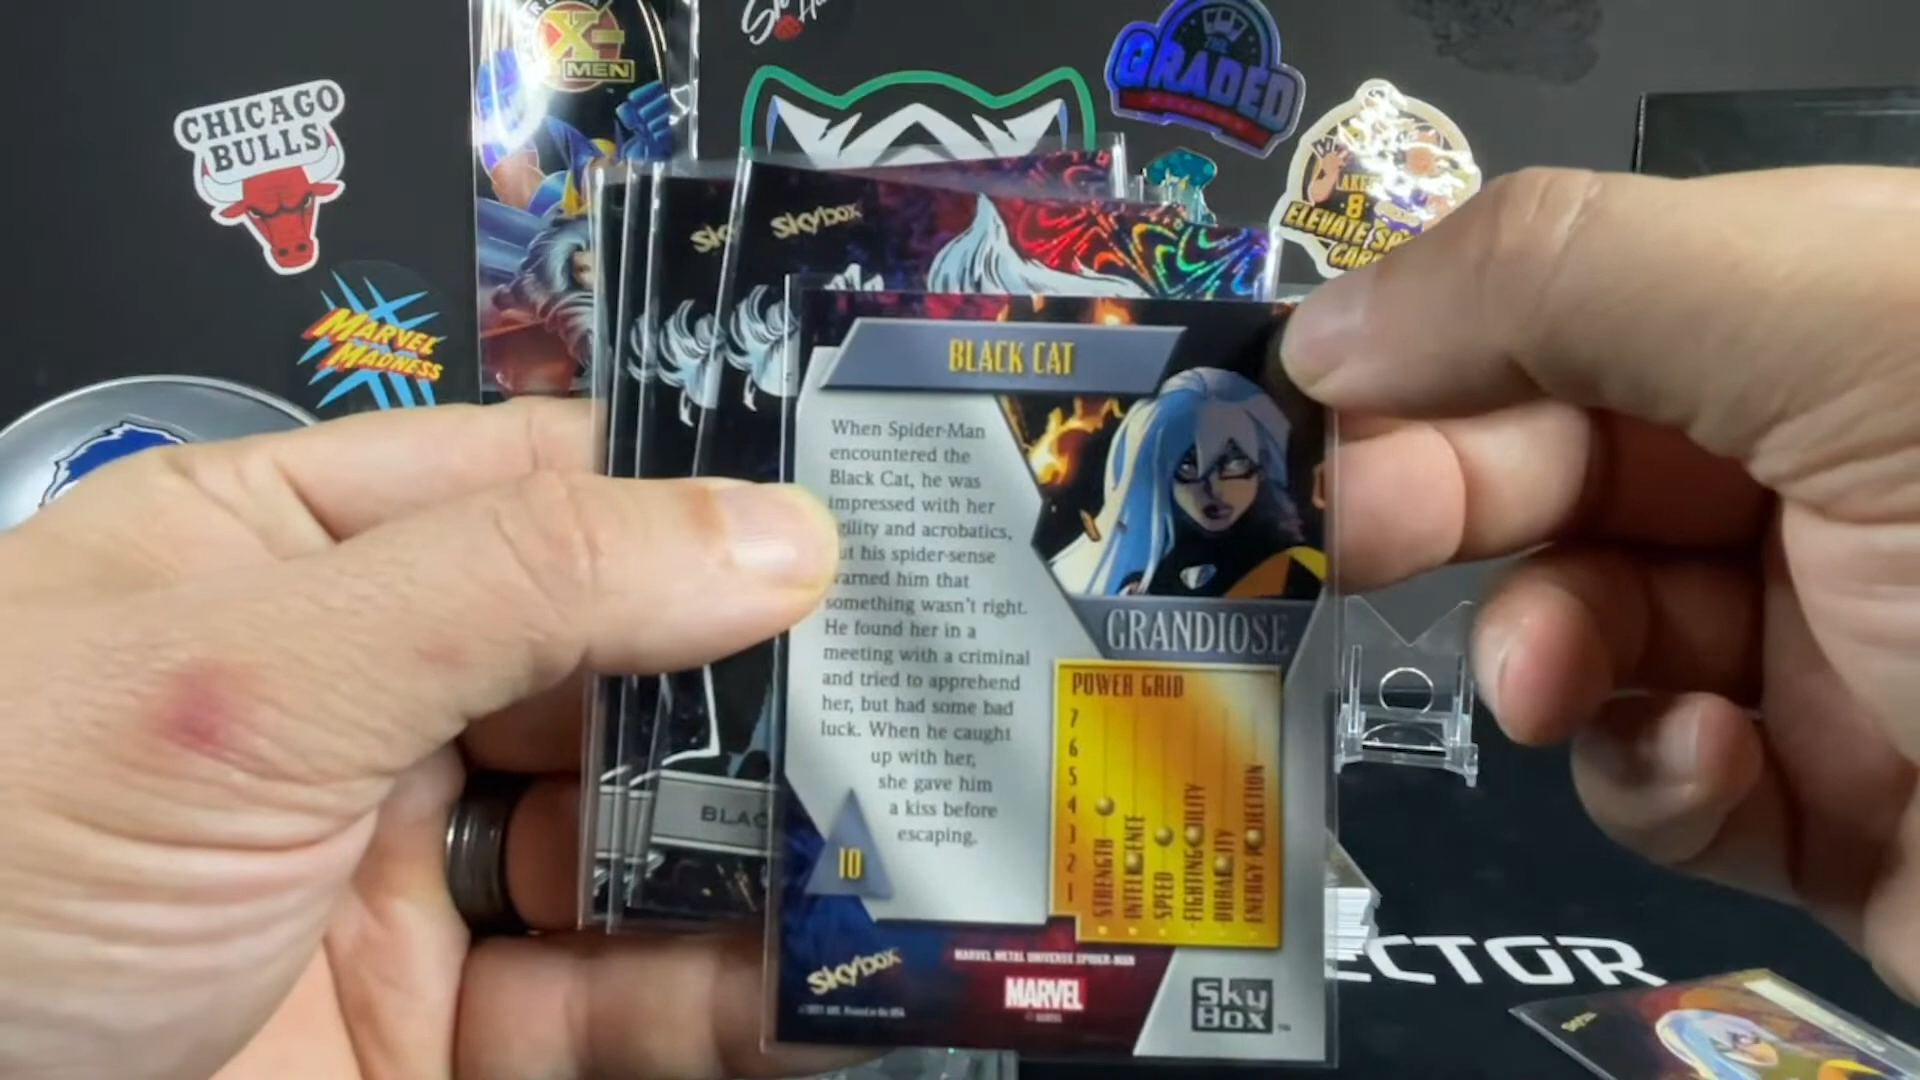 X-
MEN
CHICAGO
BULLS
MARVEL
MADNESS
THE
GRADED
8
ELEVATE
skybox
BLACK CAT
When Spider-Man
encountered the
Black Cat, he was
impressed with her
gility and acrobatics,
ut his spider-sense
arned him that
something wasn't right.
He found her in a
meeting with a criminal
and tried to apprehend
her, but had some bad
luck. When he caught
up with her,
she gave him
a kiss before
escaping.
10
GRANDIOSE
POWER GRID
7
6
5
4
3
2
1
STRENGTH
SPEED
BLAC
skybox
MARVEL METAL UNIVERSE SPIDER-MAN
MARVEL
Sky
Box
ECTOR